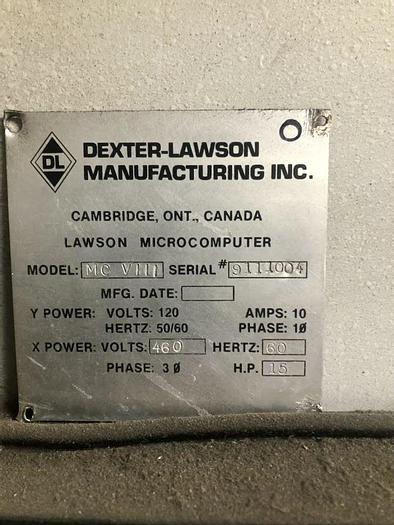 DL
DEXTER-LAWSON
MANUFACTURING INC.
CAMBRIDGE, ONT., CANADA
LAWSON MICROCOMPUTER
MODEL: MC VIII SERIAL# 9111004
MFG. DATE:
Y POWER: VOLTS: 120 AMPS: 10
HERTZ: 50/60 PHASE: 1Ø
X POWER: VOLTS: 460 HERTZ: 60
PHASE: 3 Ø H.P. 15